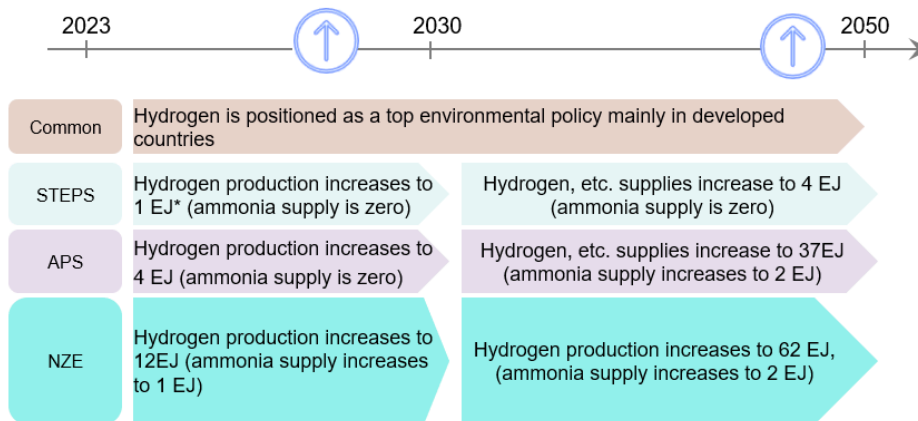 2023
2030
2050
Common
Hydrogen is positioned as a top environmental policy mainly in developed
countries
STEPS
Hydrogen production increases to
1 EJ* (ammonia supply is zero)
Hydrogen, etc. supplies increase to 4 EJ
(ammonia supply is zero)
APS
Hydrogen production increases to
4 EJ (ammonia supply is zero)
Hydrogen, etc. supplies increase to 37EJ
(ammonia supply increases to 2 EJ)
NZE
Hydrogen production increases to
12EJ (ammonia supply increases
to 1 EJ)
Hydrogen production increases to 62 EJ,
(ammonia supply increases to 2 EJ)